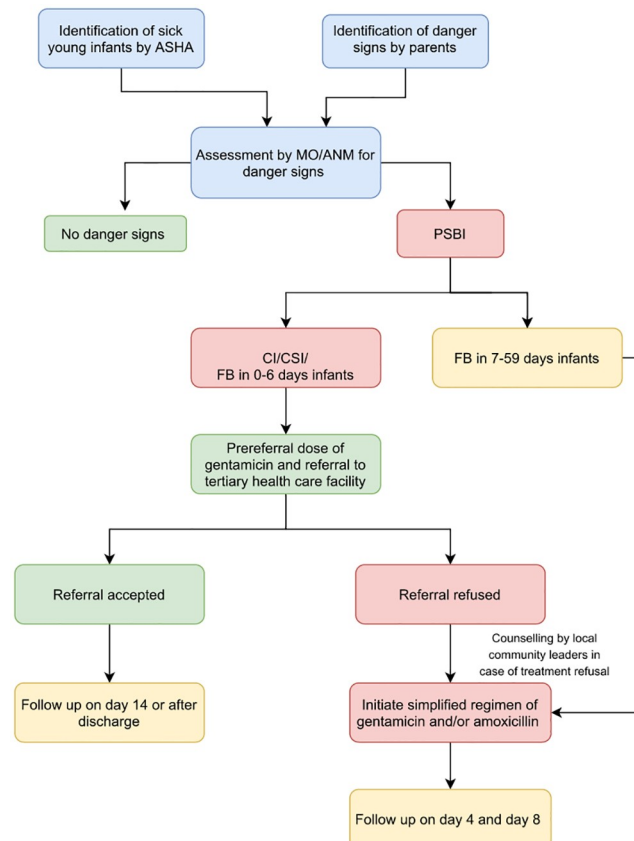 Identification of sick
young infants by ASHA
Identification of danger
signs by parents
Assessment by MO/ANM for
danger signs
No danger signs
PSBI
CI/CSI/
FB in 0-6 days infants
FB in 7-59 days infants
Prereferral dose of
gentamicin and referral to
tertiary health care facility
Referral accepted
Referral refused
Counselling by local
community leaders in
case of treatment refusal
Follow up on day 14 or after
discharge
Initiate simplified regimen of
gentamicin and/or amoxicillin
Follow up on day 4 and day 8